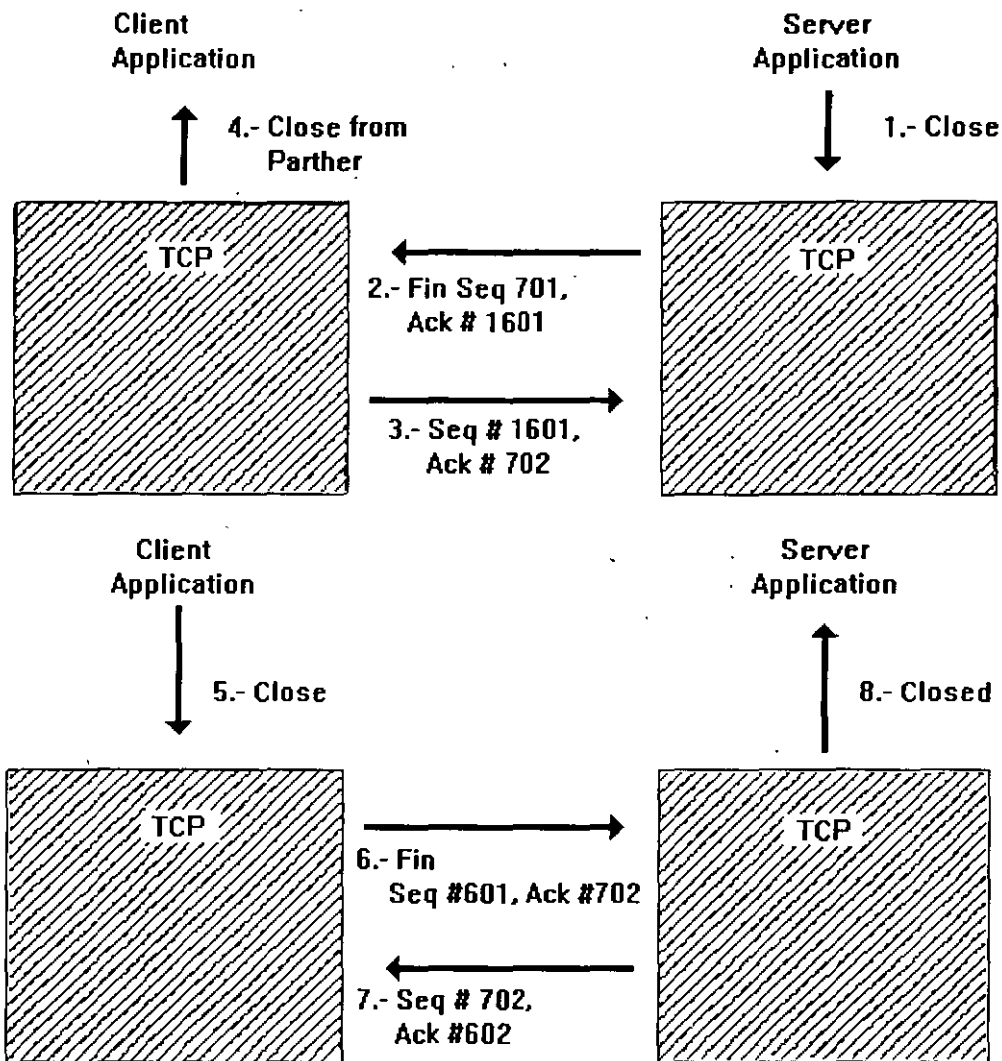 Client
Application
Server
Application
4.- Close from
Parther
1.- Close
TCP
TCP
2.- Fin Seq 701,
Ack # 1601
3.- Seq # 1601,
Ack # 702
Client
Application
Server
Application
5.- Close
8.- Closed
TCP
TCP
6.- Fin
Seq #601, Ack #702
7.- Seq # 702,
Ack #602